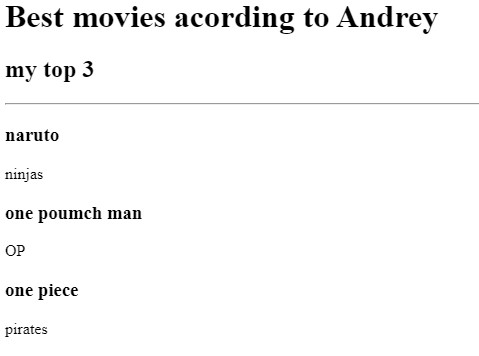 Best movies acording to Andrey
my top 3
naruto
ninjas
one poumch man
OP
one piece
pirates